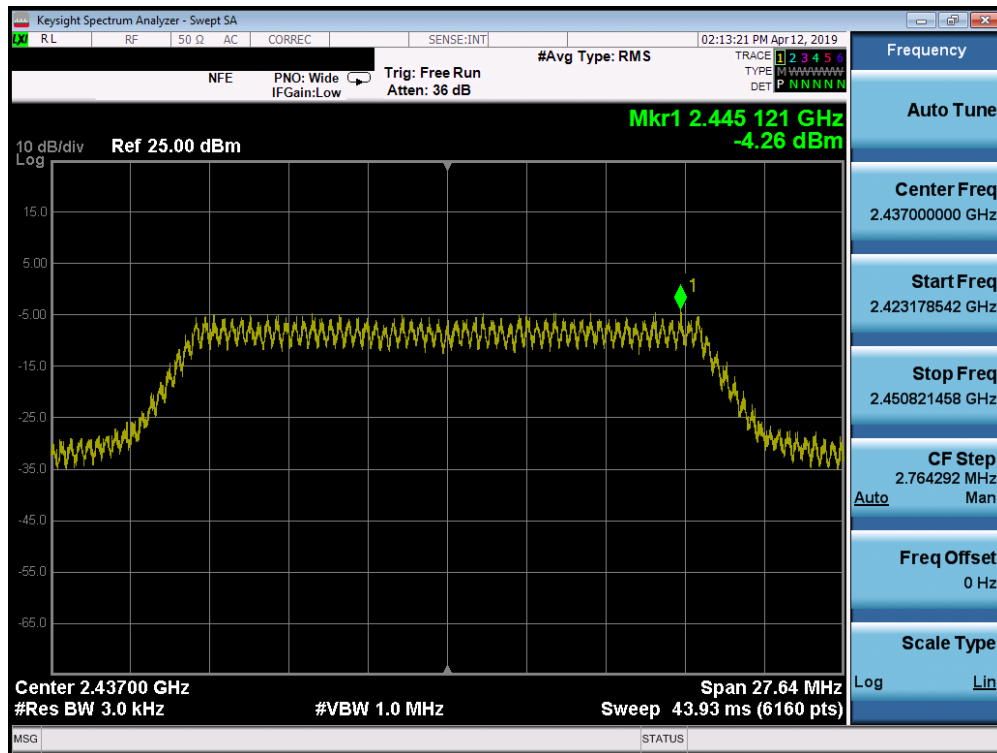 Keysight Spectrum Analyzer - Swept SA
LXI RL RF 50 Ω AC CORREC SENSE:INT 02:13:21 PM Apr 12, 2019
#Avg Type: RMS
TRACE 1 2 3 4 5 6
TYPE M WWWWW
DET P N N N N N
NFE PNO: Wide Trig: Free Run
IFGain:Low Atten: 36 dB
Mkr1 2.445 121 GHz
-4.26 dBm
10 dB/div Ref 25.00 dBm
Log
15.0
5.00
-5.00
-15.0
-25.0
-35.0
-45.0
-55.0
-65.0
1
Center 2.43700 GHz Span 27.64 MHz
#Res BW 3.0 kHz #VBW 1.0 MHz Sweep 43.93 ms (6160 pts)
MSG STATUS
Frequency
Auto Tune
Center Freq
2.437000000 GHz
Start Freq
2.423178542 GHz
Stop Freq
2.450821458 GHz
CF Step
2.764292 MHz
Auto Man
Freq Offset
0 Hz
Scale Type
Log Lin